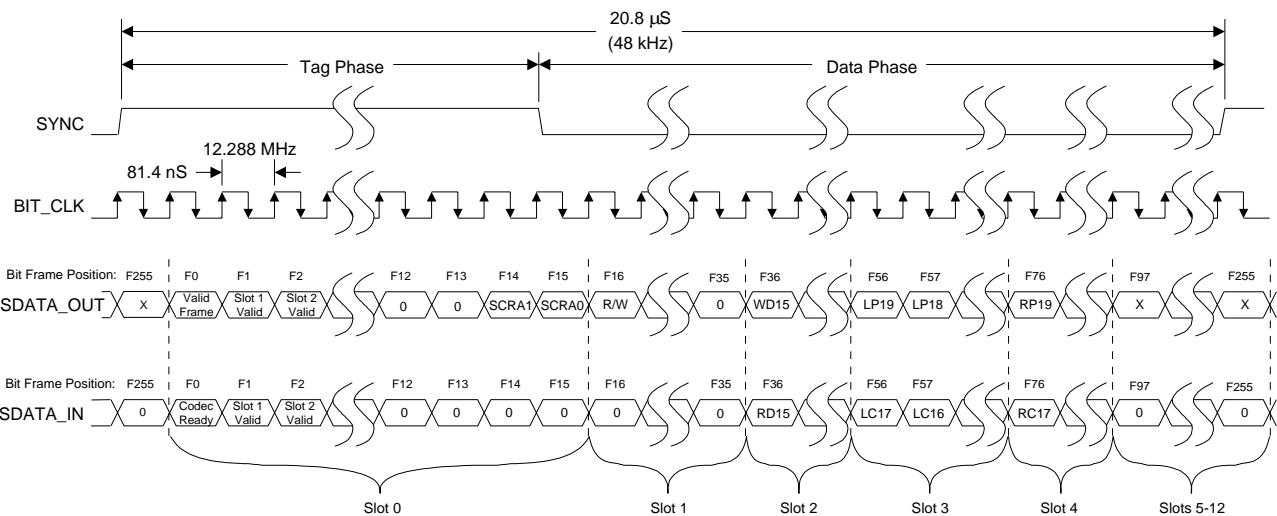 20.8 µS
(48 kHz)
Tag Phase
Data Phase
SYNC
12.288 MHz
81.4 nS
BIT_CLK
Bit Frame Position: F255 F0 F1 F2 F12 F13 F14 F15 F16 F35 F36 F56 F57 F76 F97 F255
SDATA_OUT X Valid Frame Slot 1 Valid Slot 2 Valid 0 0 SCRA1 SCRA0 R/W 0 WD15 LP19 LP18 RP19 X X
Bit Frame Position: F255 F0 F1 F2 F12 F13 F14 F15 F16 F35 F36 F56 F57 F76 F97 F255
SDATA_IN 0 Codec Ready Slot 1 Valid Slot 2 Valid 0 0 0 0 0 0 RD15 LC17 LC16 RC17 0 0
Slot 0 Slot 1 Slot 2 Slot 3 Slot 4 Slots 5-12